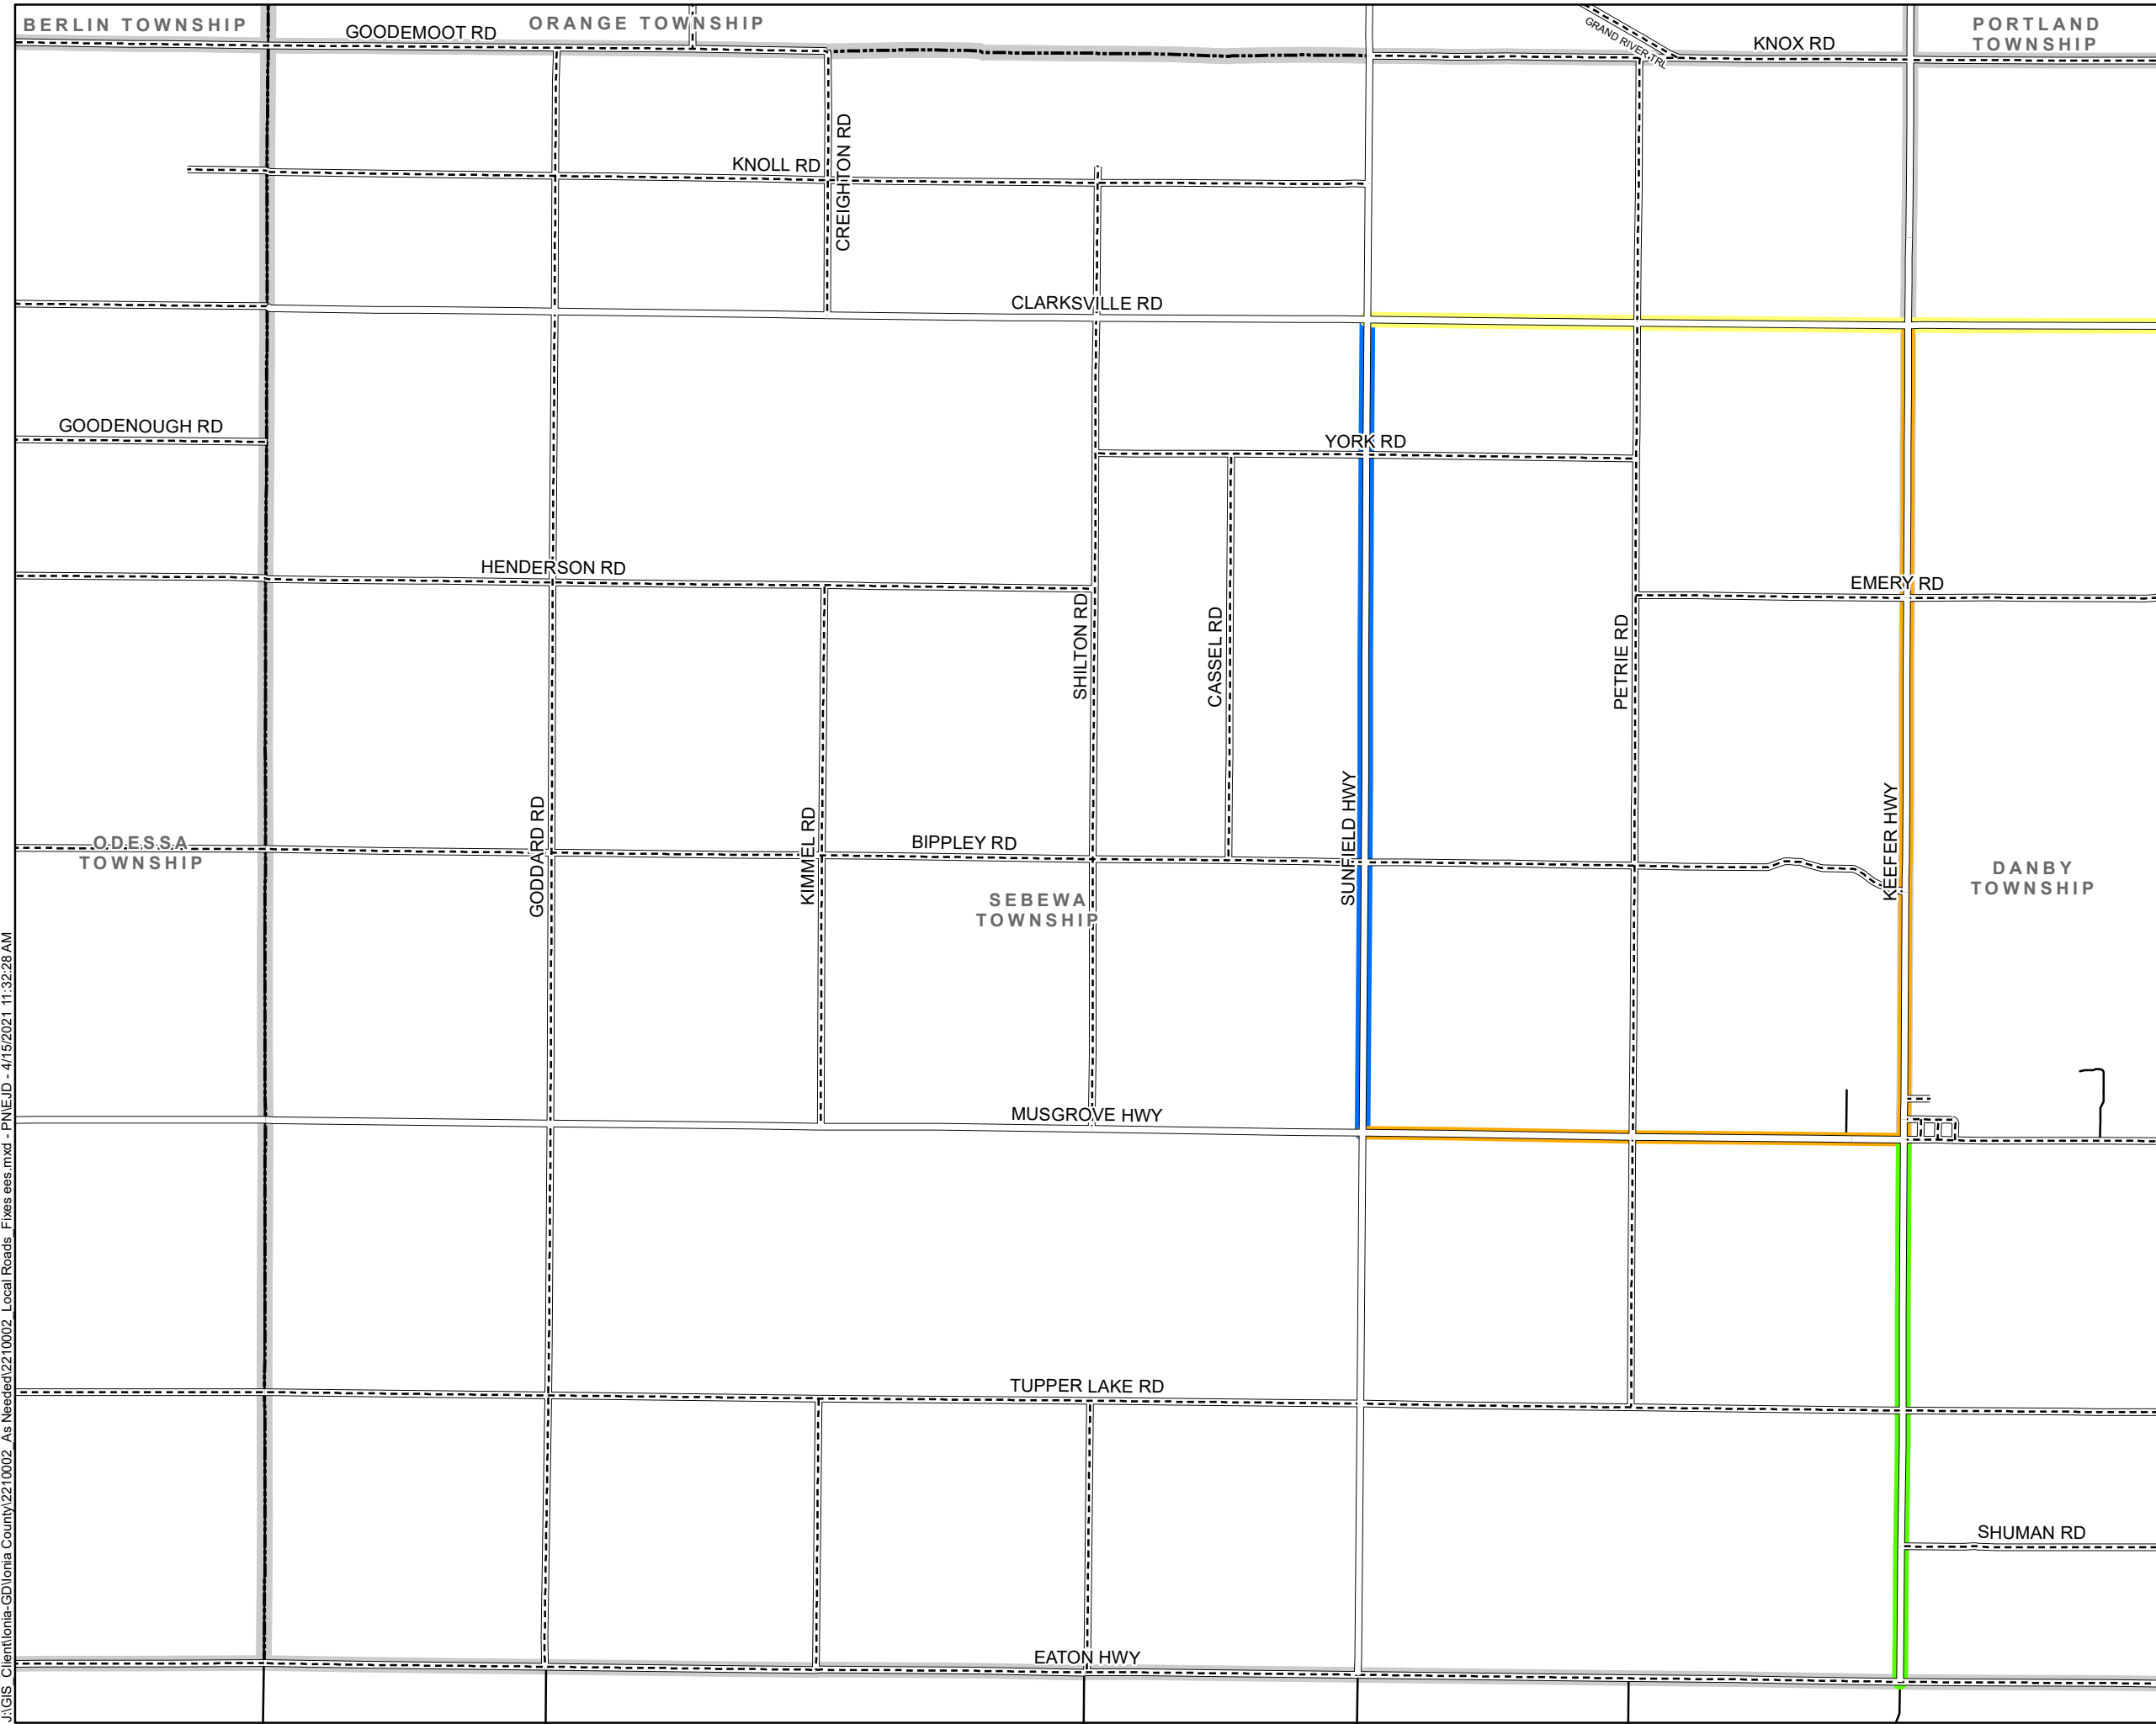 BERLIN TOWNSHIP
ORANGE TOWNSHIP
PORTLAND
TOWNSHIP
GOODEMOOT RD
GRAND RIVER TRL
KNOX RD
KNOLL RD
CREIGHTON RD
CLARKSVILLE RD
GOODENOUGH RD
YORK RD
HENDERSON RD
EMERY RD
SHILTON RD
CASSEL RD
PETRIE RD
GODDARD RD
KIMMEL RD
SUNFIELD HWY
KEEFER HWY
ODESSA
TOWNSHIP
BIPPLEY RD
SEBEWA
TOWNSHIP
DANBY
TOWNSHIP
MUSGROVE HWY
TUPPER LAKE RD
SHUMAN RD
EATON HWY
J:\GIS_Client\Ionia-GD\Ionia County\2210002_As Needed\2210002_Local Roads_Fixes ees.mxd - PN\EJD - 4/15/2021 11:32:28 AM